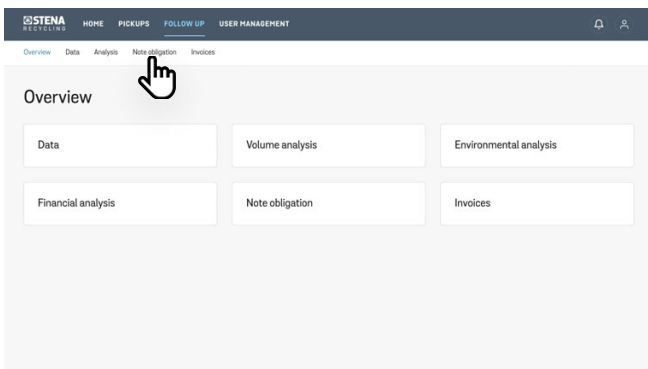 STENA
RECYCLING
HOME PICKUPS FOLLOW UP USER MANAGEMENT
Overview Data Analysis Note obligation Invoices
Overview
Data Volume analysis Environmental analysis
Financial analysis Note obligation Invoices